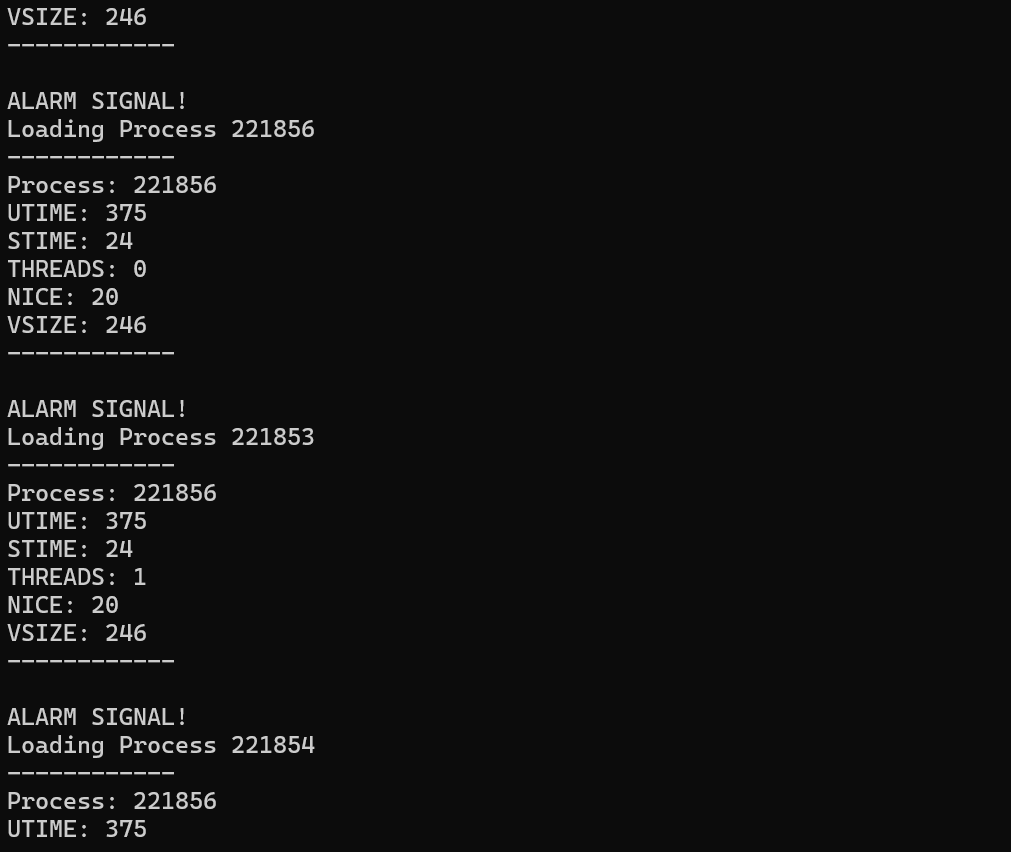 VSIZE: 246
------------
ALARM SIGNAL!
Loading Process 221856
------------
Process: 221856
UTIME: 375
STIME: 24
THREADS: 0
NICE: 20
VSIZE: 246
------------
ALARM SIGNAL!
Loading Process 221853
------------
Process: 221856
UTIME: 375
STIME: 24
THREADS: 1
NICE: 20
VSIZE: 246
------------
ALARM SIGNAL!
Loading Process 221854
------------
Process: 221856
UTIME: 375